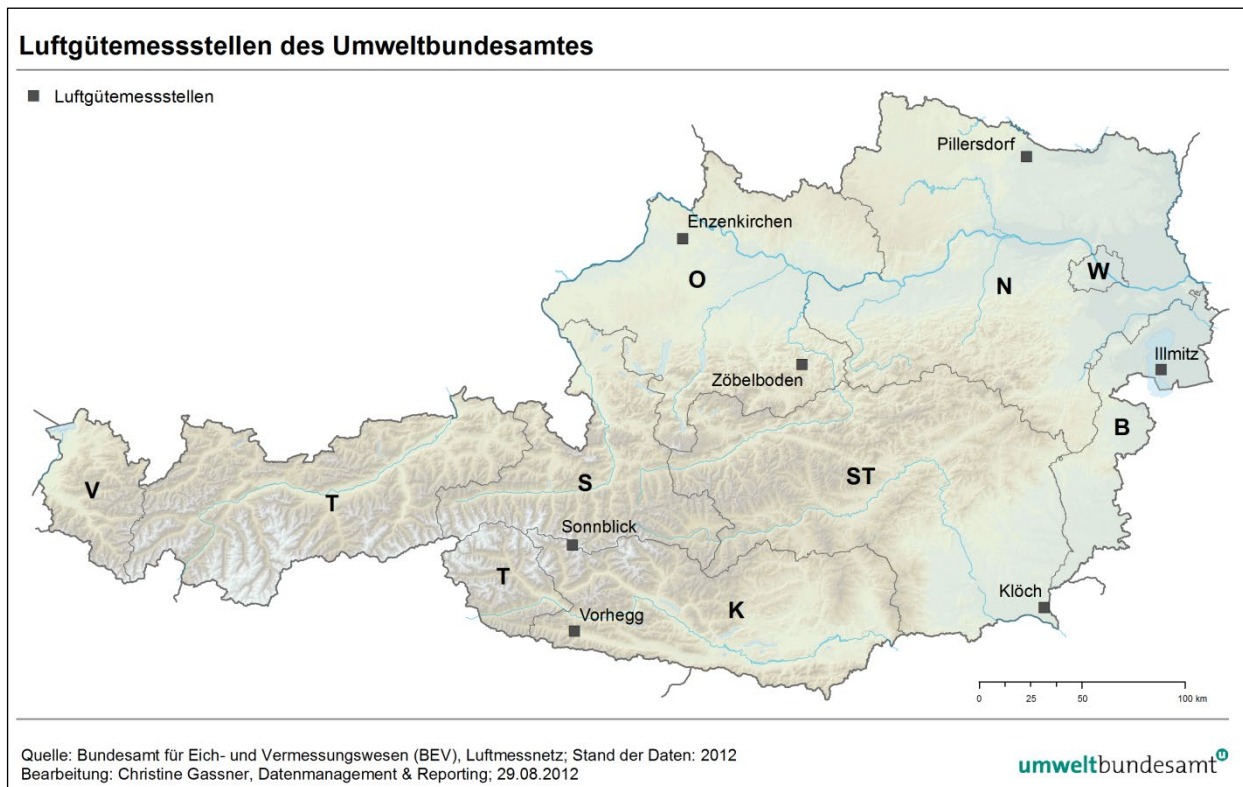 Luftgütemessstellen des Umweltbundesamtes
Luftgütemessstellen
Pillersdorf
Enzenkirchen
O
N
W
Illmitz
Zöbelboden
B
V
T
S
ST
Sonnblick
T
Klöch
Vorhegg
K
0 25 50 100 km
Quelle: Bundesamt für Eich- und Vermessungswesen (BEV), Luftmessnetz; Stand der Daten: 2012
Bearbeitung: Christine Gassner, Datenmanagement & Reporting; 29.08.2012
umweltbundesamt
u